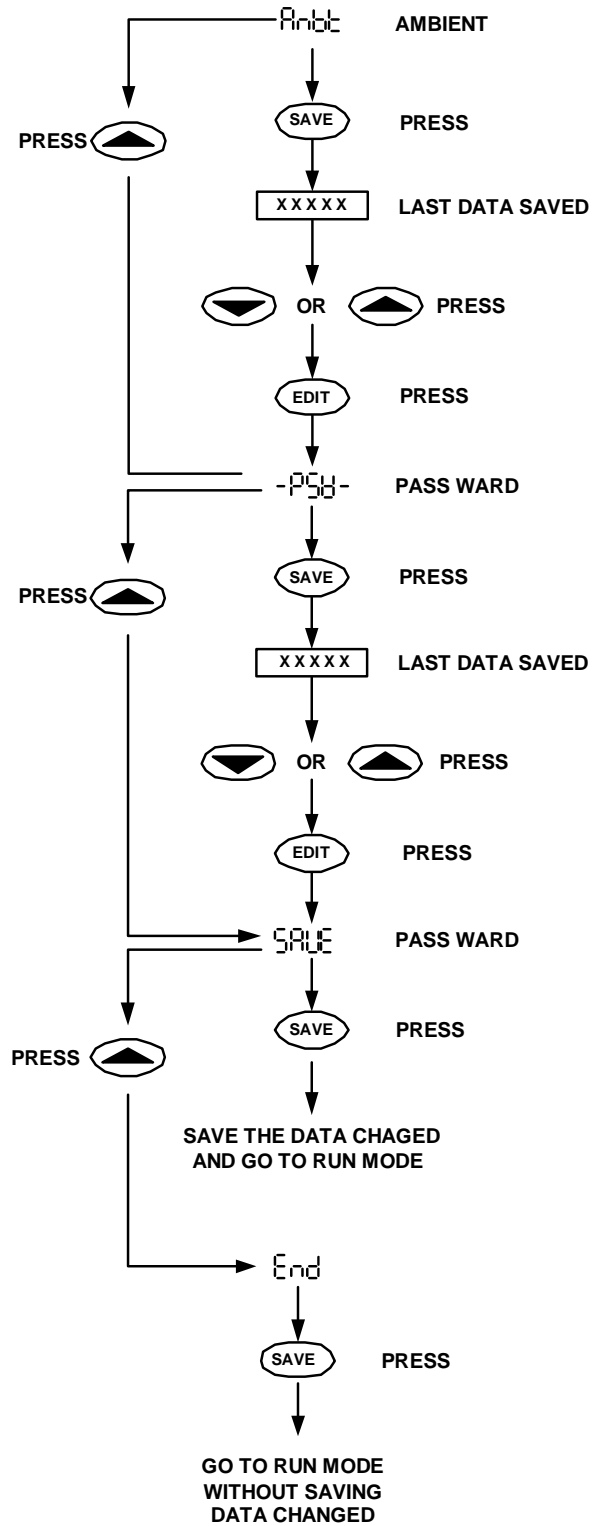 Anbt AMBIENT
SAVE PRESS
PRESS
X X X X X LAST DATA SAVED
OR PRESS
EDIT PRESS
-PSW- PASS WARD
SAVE PRESS
PRESS
X X X X X LAST DATA SAVED
OR PRESS
EDIT PRESS
SAVE PASS WARD
SAVE PRESS
PRESS
SAVE THE DATA CHAGED
AND GO TO RUN MODE
End
SAVE PRESS
GO TO RUN MODE
WITHOUT SAVING
DATA CHANGED